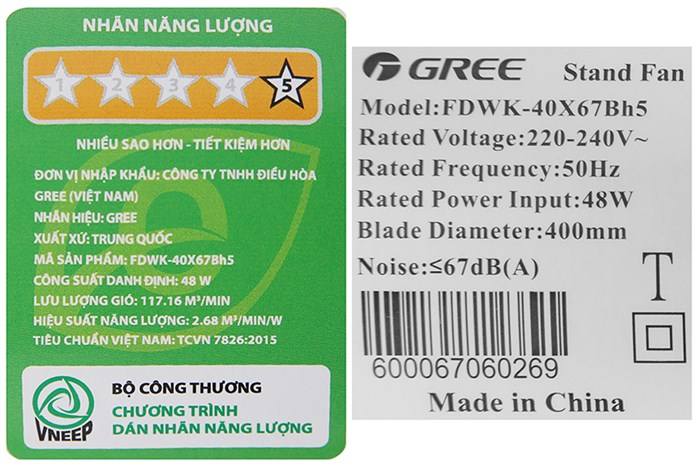 NHÃN NĂNG LƯỢNG
1 2 3 4 5
NHIỀU SAO HƠN - TIẾT KIỆM HƠN
ĐƠN VỊ NHẬP KHẨU: CÔNG TY TNHH ĐIỀU HÒA
GREE (VIỆT NAM)
NHÃN HIỆU: GREE
XUẤT XỨ: TRUNG QUỐC
MÃ SẢN PHẨM: FDWK-40X67Bh5
CÔNG SUẤT DANH ĐỊNH: 48 W
LƯU LƯỢNG GIÓ: 117.16 M³/MIN
HIỆU SUẤT NĂNG LƯỢNG: 2.68 M³/MIN/W
TIÊU CHUẨN VIỆT NAM: TCVN 7826:2015
VNEEP
BỘ CÔNG THƯƠNG
CHƯƠNG TRÌNH
DÁN NHÃN NĂNG LƯỢNG
GREE Stand Fan
Model:FDWK-40X67Bh5
Rated Voltage:220-240V~
Rated Frequency:50Hz
Rated Power Input:48W
Blade Diameter:400mm
Noise:≤67dB(A)
T
600067060269
Made in China